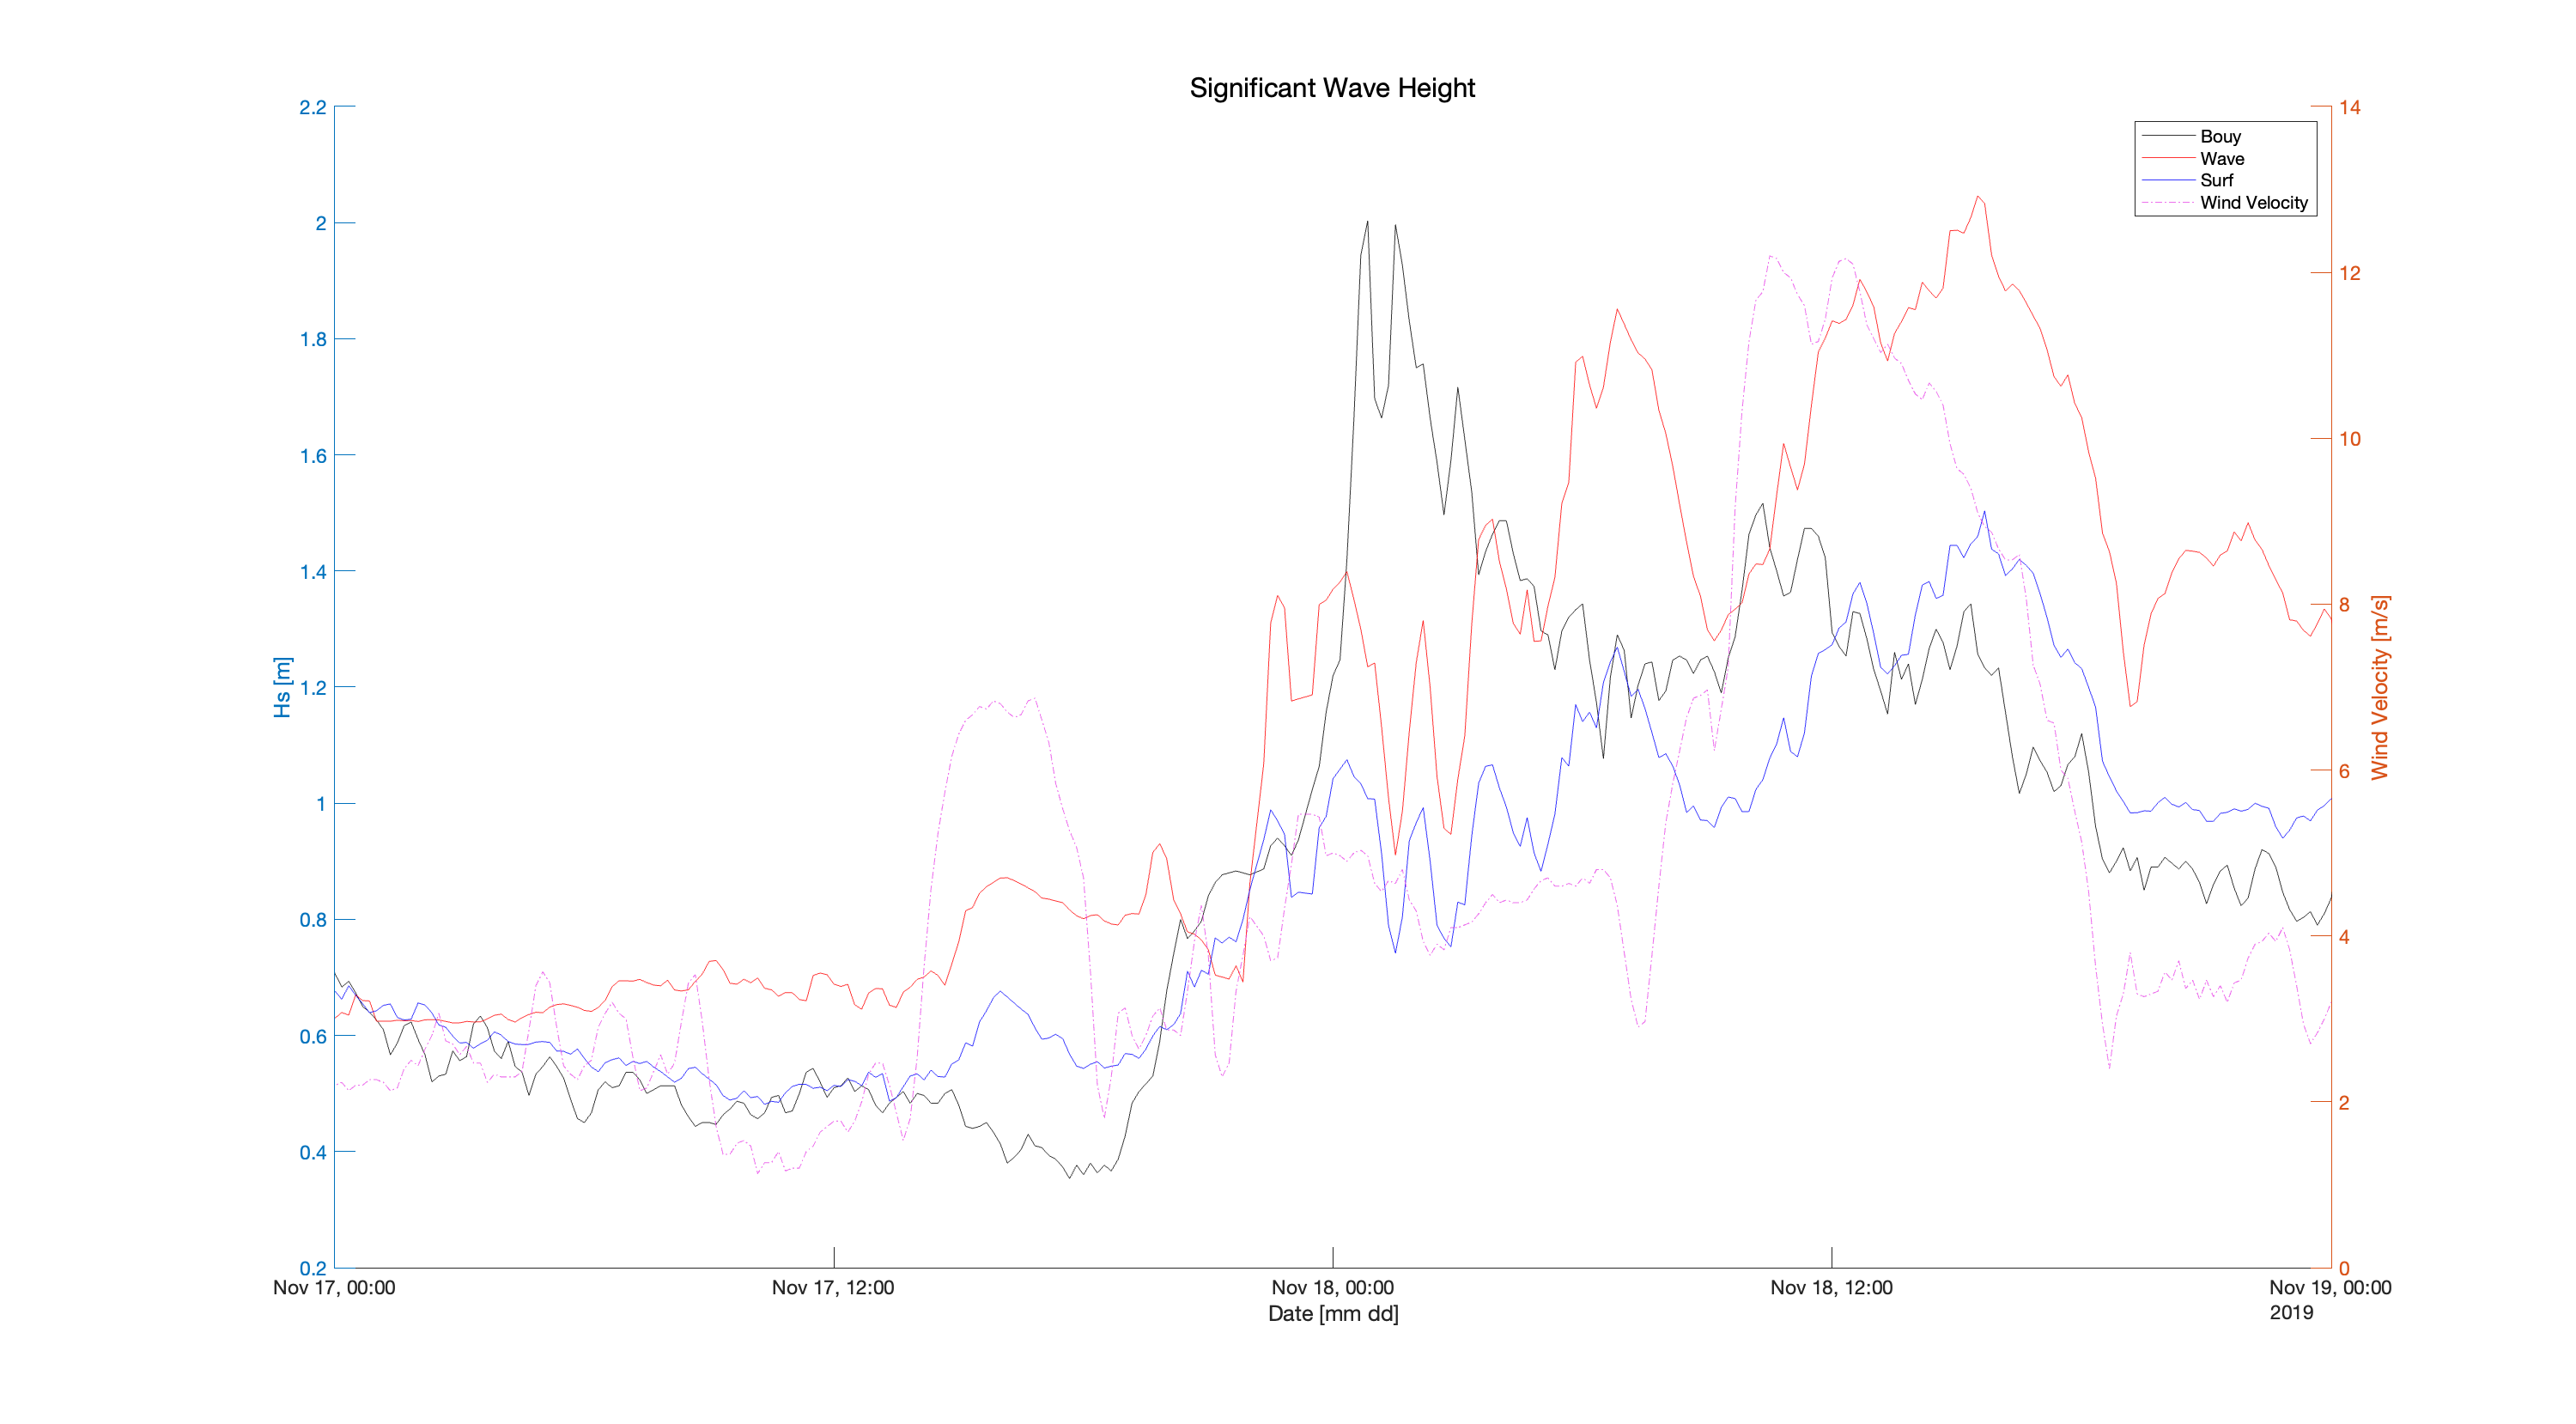 Significant Wave Height
2.2
2
1.8
1.6
1.4
1.2
1
0.8
0.6
0.4
0.2
Hs [m]
14
12
10
8
6
4
2
0
Wind Velocity [m/s]
Bouy
Wave
Surf
Wind Velocity
Nov 17, 00:00
Nov 17, 12:00
Nov 18, 00:00
Nov 18, 12:00
Nov 19, 00:00
Date [mm dd]
2019